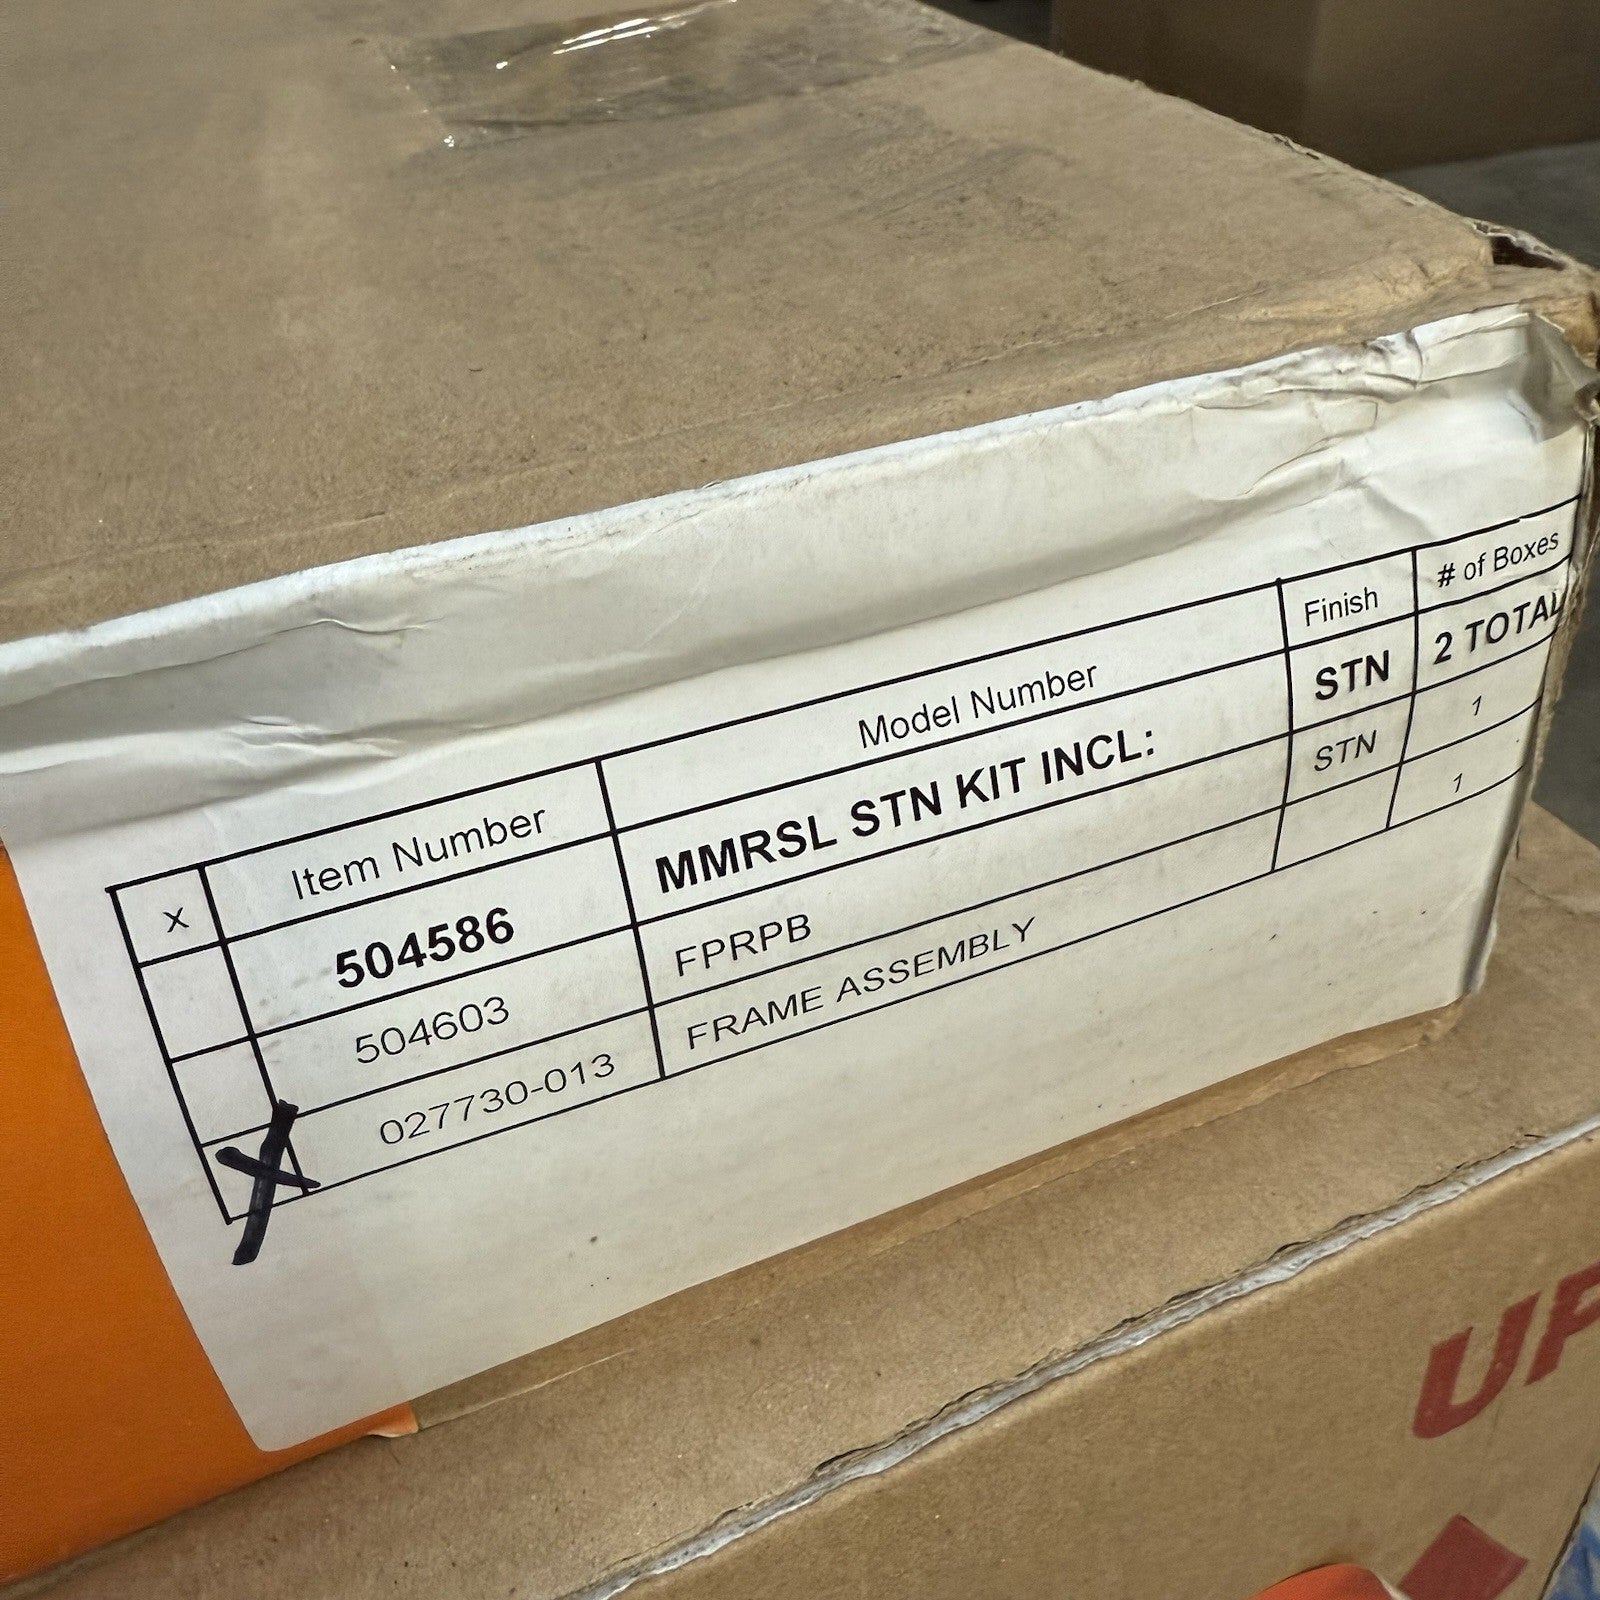 x Item Number Model Number Finish # of Boxes
504586 MMRSL STN KIT INCL: STN 2 TOTAL
504603 FPRPB STN 1
X 027730-013 FRAME ASSEMBLY 1
UP